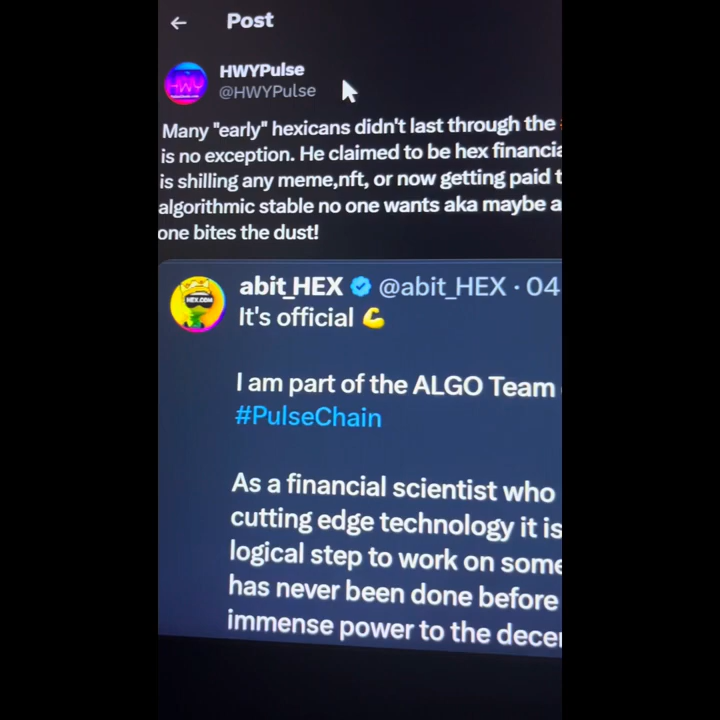 Post
HWYPulse
@HWYPulse
Many "early" hexicans didn't last through the
is no exception. He claimed to be hex financia
is shilling any meme,nft, or now getting paid t
algorithmic stable no one wants aka maybe a
one bites the dust!
HEX.COM
abit_HEX @abit_HEX · 04
It's official 💪
I am part of the ALGO Team
#PulseChain
As a financial scientist who
cutting edge technology it is
logical step to work on some
has never been done before
immense power to the decen